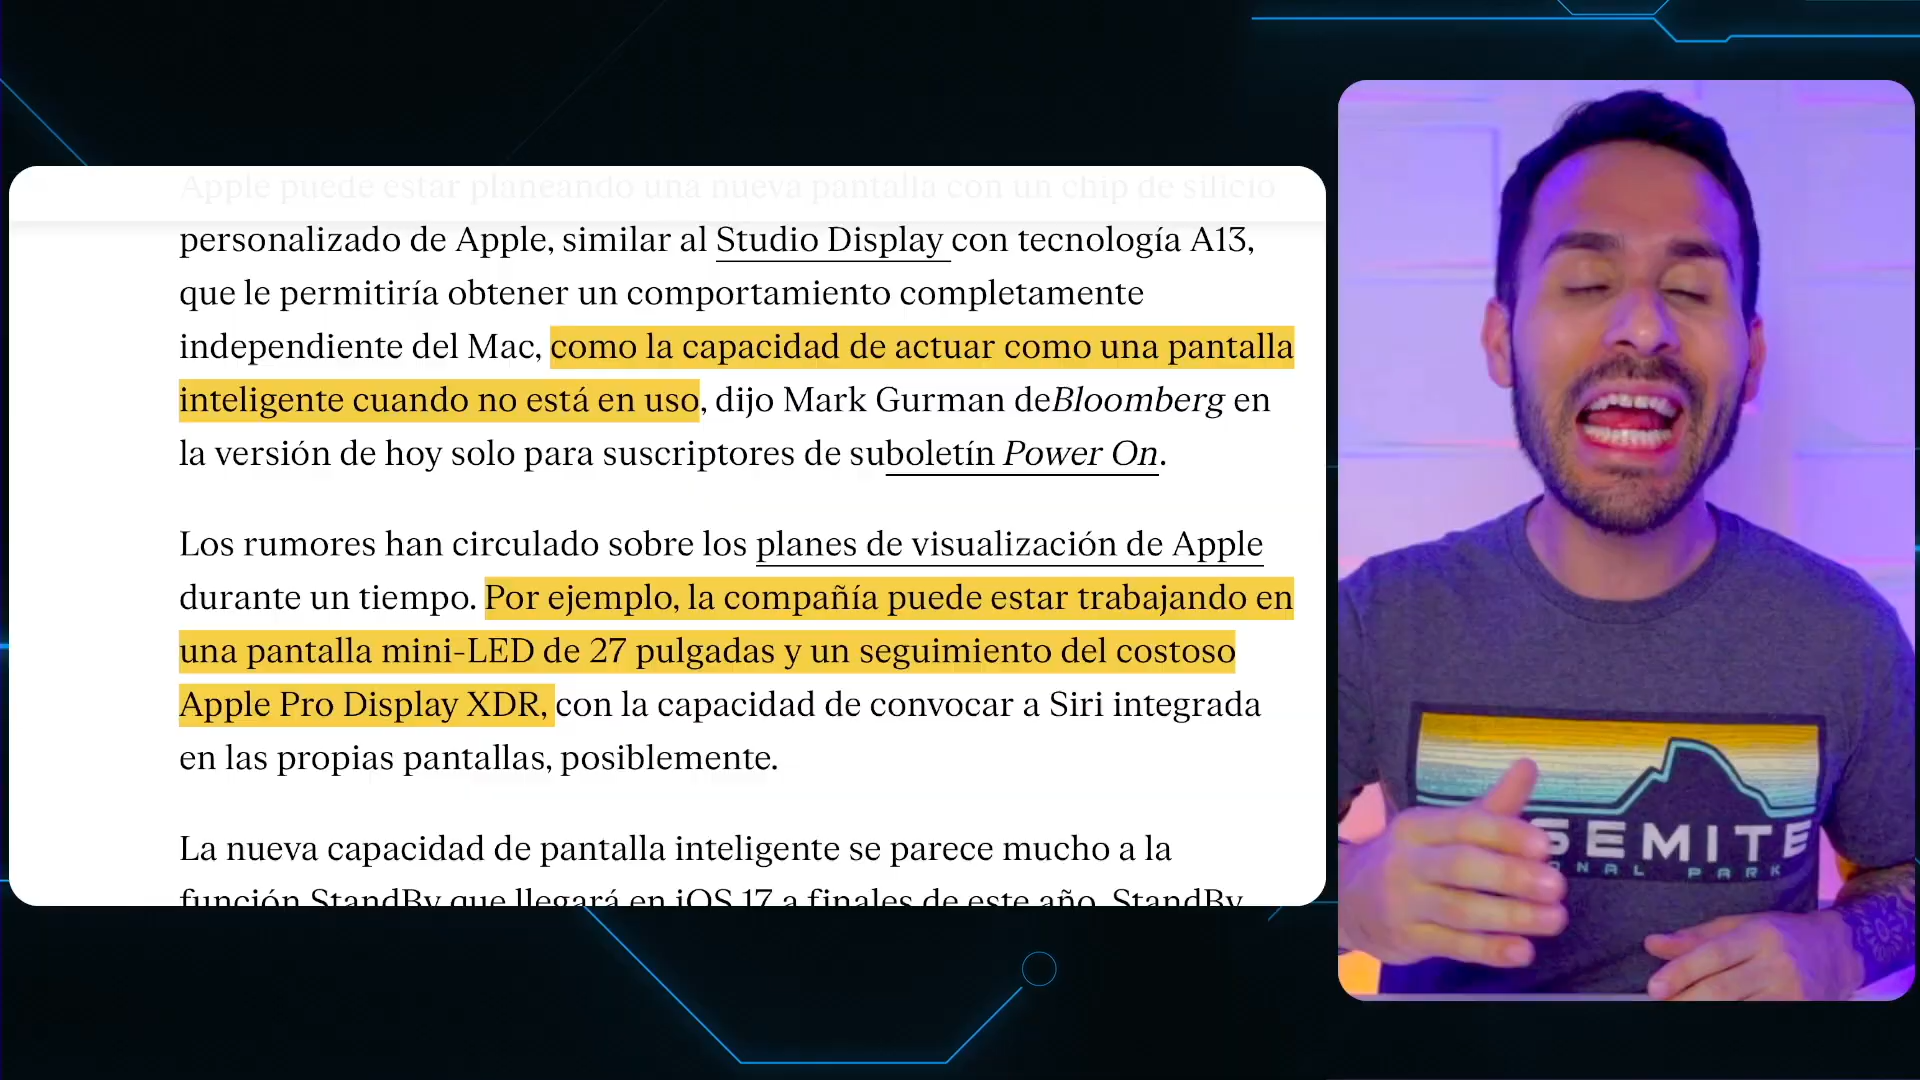 Apple puede estar planeando una nueva pantalla con un chip de silicio
personalizado de Apple, similar al Studio Display con tecnología A13,
que le permitiría obtener un comportamiento completamente
independiente del Mac, como la capacidad de actuar como una pantalla
inteligente cuando no está en uso, dijo Mark Gurman deBloomberg en
la versión de hoy solo para suscriptores de suboletín Power On.
Los rumores han circulado sobre los planes de visualización de Apple
durante un tiempo. Por ejemplo, la compañía puede estar trabajando en
una pantalla mini-LED de 27 pulgadas y un seguimiento del costoso
Apple Pro Display XDR, con la capacidad de convocar a Siri integrada
en las propias pantallas, posiblemente.
La nueva capacidad de pantalla inteligente se parece mucho a la
función StandBy que llegará en iOS 17 a finales de este año. StandBy
SEMITE
NAL PARK